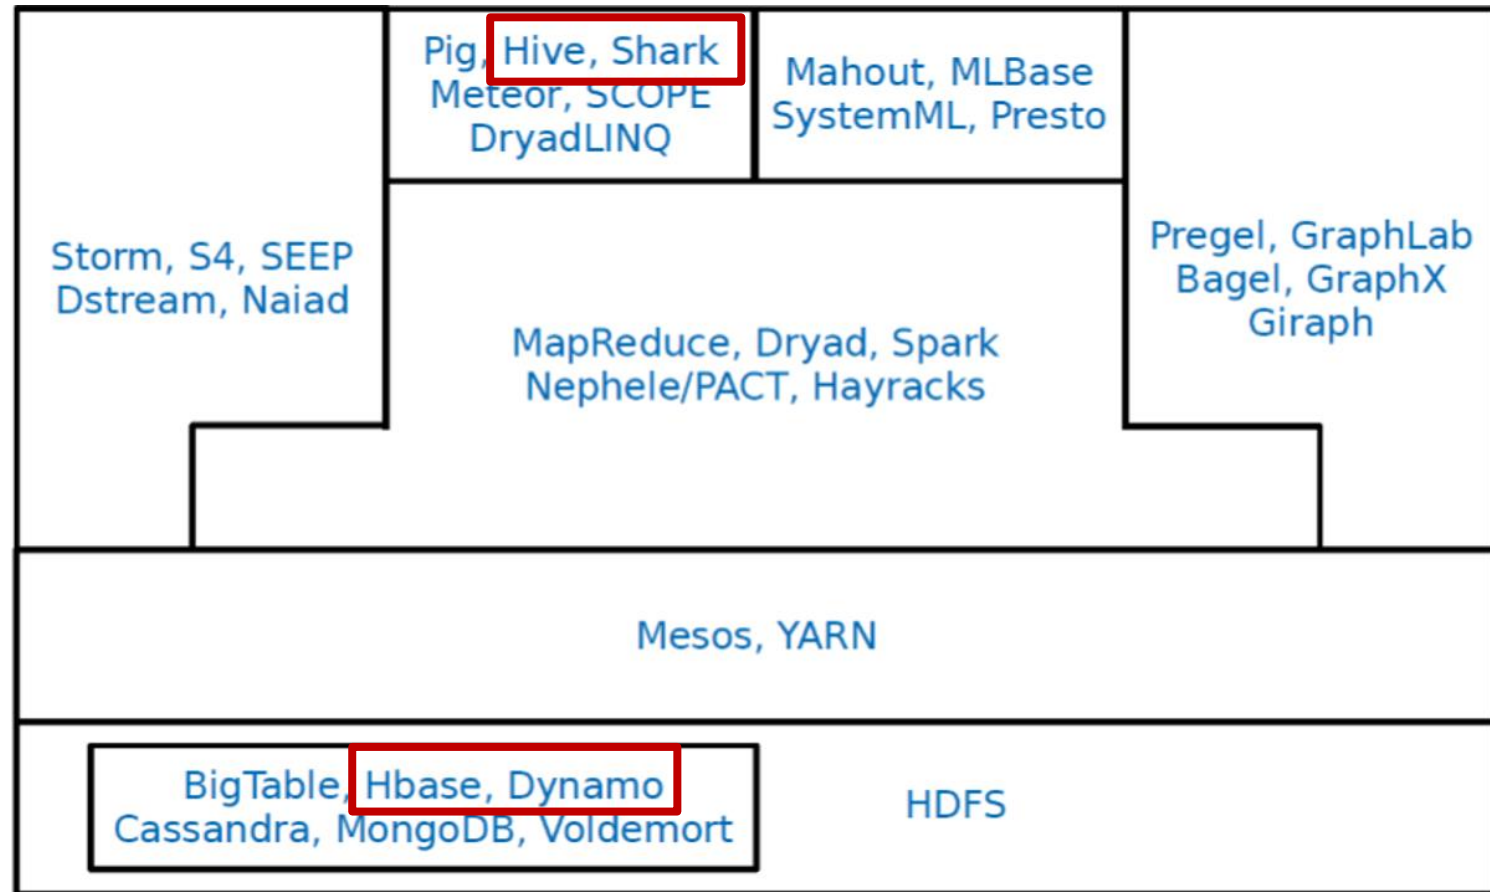 Pig, Hive, Shark
Meteor, SCOPE
DryadLINQ
Mahout, MLBase
SystemML, Presto
Storm, S4, SEEP
Dstream, Naiad
MapReduce, Dryad, Spark
Nephele/PACT, Hayracks
Pregel, GraphLab
Bagel, GraphX
Giraph
Mesos, YARN
BigTable, Hbase, Dynamo
Cassandra, MongoDB, Voldemort
HDFS